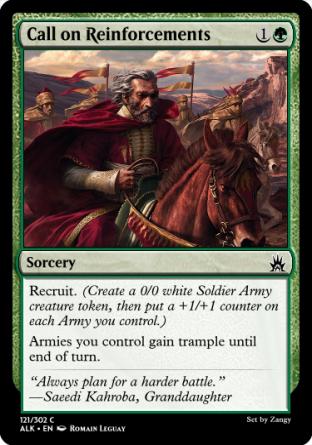 Call on Reinforcements 1
Sorcery
Recruit. (Create a 0/0 white Soldier Army
creature token, then put a +1/+1 counter on
each Army you control.)
Armies you control gain trample until
end of turn.
“Always plan for a harder battle.”
—Saeedi Kahroba, Granddaughter
121/302 C
Set by Zangy
ALK • EN Romain Leguay